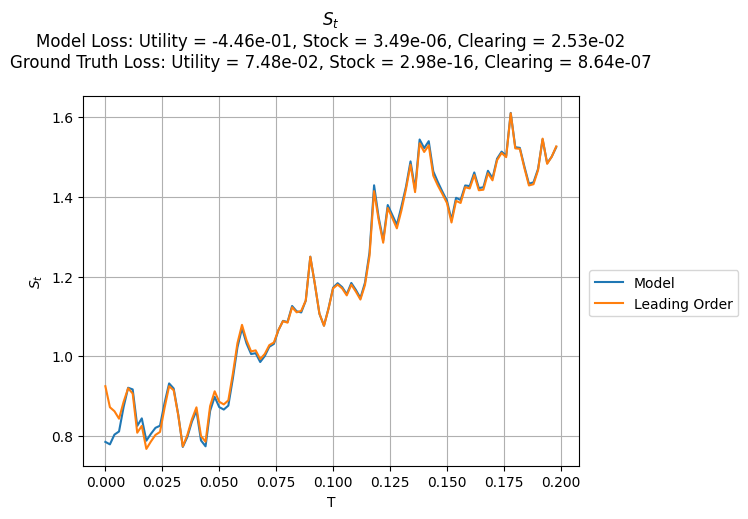 S_t
Model Loss: Utility = -4.46e-01, Stock = 3.49e-06, Clearing = 2.53e-02
Ground Truth Loss: Utility = 7.48e-02, Stock = 2.98e-16, Clearing = 8.64e-07
1.6
1.4
1.2
1.0
0.8
S_t
0.000
0.025
0.050
0.075
0.100
0.125
0.150
0.175
0.200
T
Model
Leading Order